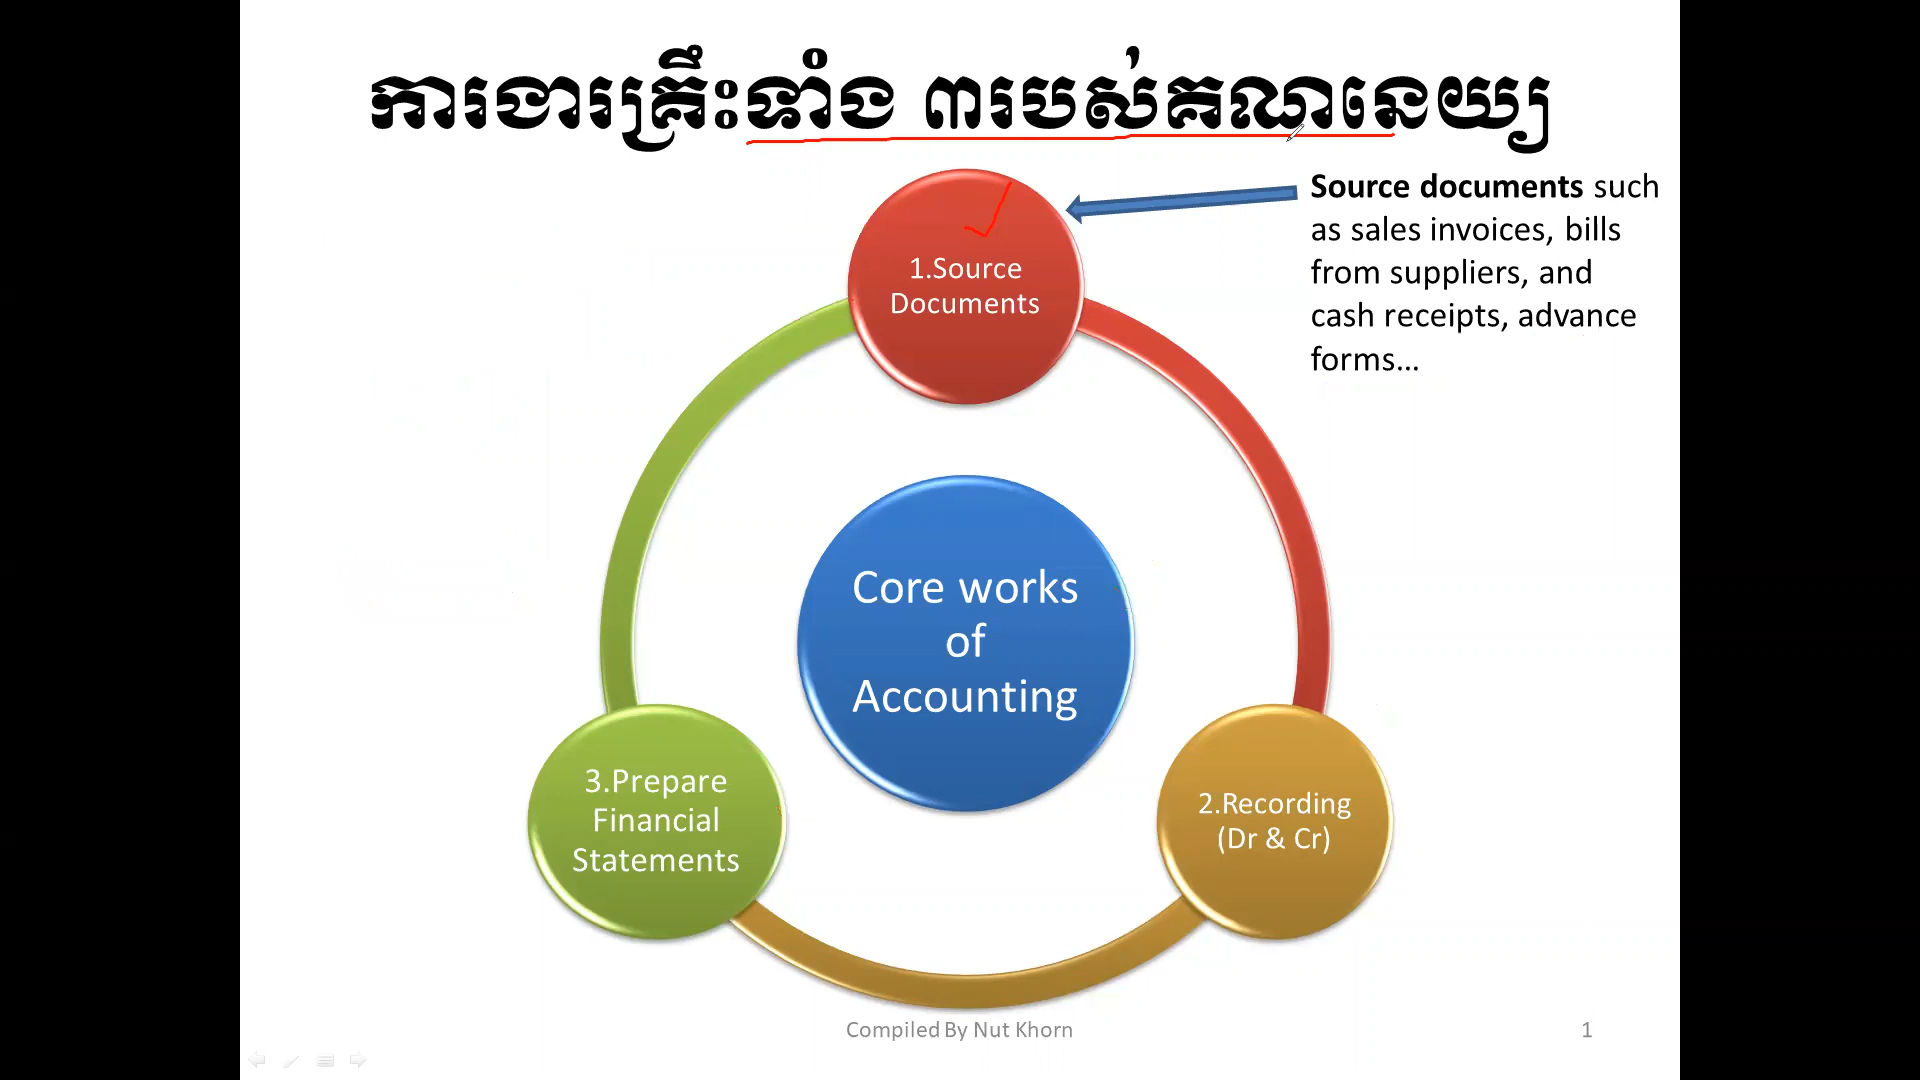 ការងារគ្រឹះទាំង ៣របស់គណនេយ្យ
Source documents such
as sales invoices, bills
from suppliers, and
cash receipts, advance
forms...
1.Source
Documents
Core works
of
Accounting
3.Prepare
Financial
Statements
2.Recording
(Dr & Cr)
Compiled By Nut Khorn
1